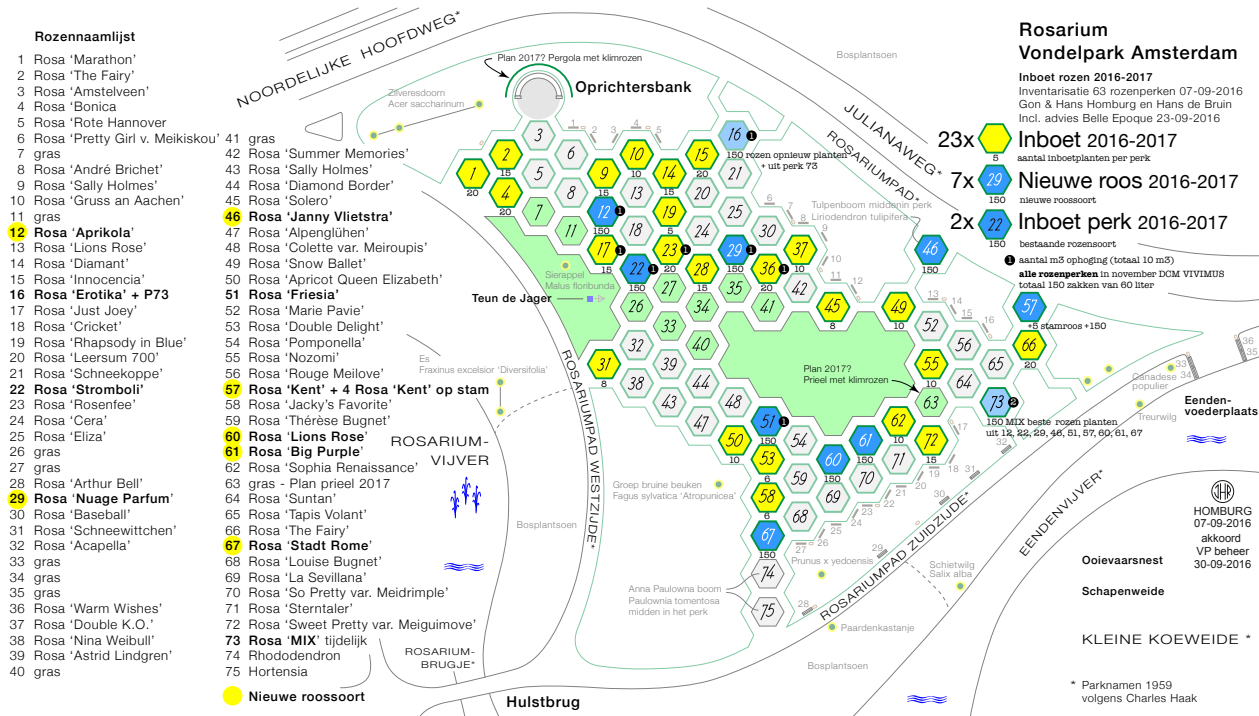 Rozennaamlijst
1 Rosa ‘Marathon’
2 Rosa ‘The Fairy’
3 Rosa ‘Amstelveen’
4 Rosa ‘Bonica
5 Rosa ‘Rote Hannover
6 Rosa ‘Pretty Girl v. Meikiskou’
7 gras
8 Rosa ‘André Brichet’
9 Rosa ‘Sally Holmes’
10 Rosa ‘Gruss an Aachen’
11 gras
12 Rosa ‘Aprikola’
13 Rosa ‘Lions Rose’
14 Rosa ‘Diamant’
15 Rosa ‘Innocencia’
16 Rosa ‘Erotika’ + P73
17 Rosa ‘Just Joey’
18 Rosa ‘Cricket’
19 Rosa ‘Rhapsody in Blue’
20 Rosa ‘Leersum 700’
21 Rosa ‘Schneekoppe’
22 Rosa ‘Stromboli’
23 Rosa ‘Rosenfee’
24 Rosa ‘Cera’
25 Rosa ‘Eliza’
26 gras
27 gras
28 Rosa ‘Arthur Bell’
29 Rosa ‘Nuage Parfum’
30 Rosa ‘Baseball’
31 Rosa ‘Schneewittchen’
32 Rosa ‘Acapella’
33 gras
34 gras
35 gras
36 Rosa ‘Warm Wishes’
37 Rosa ‘Double K.O.’
38 Rosa ‘Nina Weibull’
39 Rosa ‘Astrid Lindgren’
40 gras
41 gras
42 Rosa ‘Summer Memories’
43 Rosa ‘Sally Holmes’
44 Rosa ‘Diamond Border’
45 Rosa ‘Solero’
46 Rosa ‘Janny Vlietstra’
47 Rosa ‘Alpenglühen’
48 Rosa ‘Colette var. Meiroupis’
49 Rosa ‘Snow Ballet’
50 Rosa ‘Apricot Queen Elizabeth’
51 Rosa ‘Friesia’
52 Rosa ‘Marie Pavie’
53 Rosa ‘Double Delight’
54 Rosa ‘Pomponella’
55 Rosa ‘Nozomi’
56 Rosa ‘Rouge Meilove’
57 Rosa ‘Kent’ + 4 Rosa ‘Kent’ op stam
58 Rosa ‘Jacky’s Favorite’
59 Rosa ‘Thérèse Bugnet’
60 Rosa ‘Lions Rose’
61 Rosa ‘Big Purple’
62 Rosa ‘Sophia Renaissance’
63 gras - Plan prieel 2017
64 Rosa ‘Suntan’
65 Rosa ‘Tapis Volant’
66 Rosa ‘The Fairy’
67 Rosa ‘Stadt Rome’
68 Rosa ‘Louise Bugnet’
69 Rosa ‘La Sevillana’
70 Rosa ‘So Pretty var. Meidrimple’
71 Rosa ‘Sterntaler’
72 Rosa ‘Sweet Pretty var. Meiguimove’
73 Rosa ‘MIX’ tijdelijk
74 Rhododendron
75 Hortensia
Nieuwe roossoort
NOORDELIJKE HOOFDWEG*
Plan 2017? Pergola met klimrozen
Oprichtersbank
Zilveresdoorn
Acer saccharinum
Bosplantsoen
JULIANAWEG*
ROSARIUMPAD*
150 rozen opnieuw planten
+ uit perk 73
Tulpenboom middenin perk
Liriodendron tulipifera
Sierappel
Malus floribunda
Teun de Jager
Es
Fraxinus excelsior ‘Diversifolia’
ROSARIUM-
VIJVER
ROSARIUMPAD WESTZIJDE*
Plan 2017?
Prieel met klimrozen
+5 stamroos +150
150 MIX beste rozen planten
uit 12, 22, 29, 46, 51, 57, 60, 61, 67
Groep bruine beuken
Fagus sylvatica ‘Atropunicea’
Bosplantsoen
Anna Paulowna boom
Paulownia tomentosa
midden in het perk
Prunus x yedoensis
ROSARIUMPAD ZUIDZIJDE*
Paardenkastanje
Bosplantsoen
Schietwilg
Salix alba
EENDENVIJVER*
ROSARIUM-
BRUGJE*
Hulstbrug
Canadese
populier
Treurwilg
Eenden-
voederplaats
Rosarium
Vondelpark Amsterdam
Inboet rozen 2016-2017
Inventarisatie 63 rozenperken 07-09-2016
Gon & Hans Homburg en Hans de Bruin
Incl. advies Belle Epoque 23-09-2016
23x Inboet 2016-2017
5 aantal inboetplanten per perk
7x 29 Nieuwe roos 2016-2017
150 nieuwe roossoort
2x 22 Inboet perk 2016-2017
150 bestaande rozensoort
1 aantal m3 ophoging (totaal 10 m3)
alle rozenperken in november DCM VIVIMUS
totaal 150 zakken van 60 liter
JHR
HOMBURG
07-09-2016
akkoord
VP beheer
30-09-2016
Ooievaarsnest
Schapenweide
KLEINE KOEWEIDE *
* Parknamen 1959
volgens Charles Haak